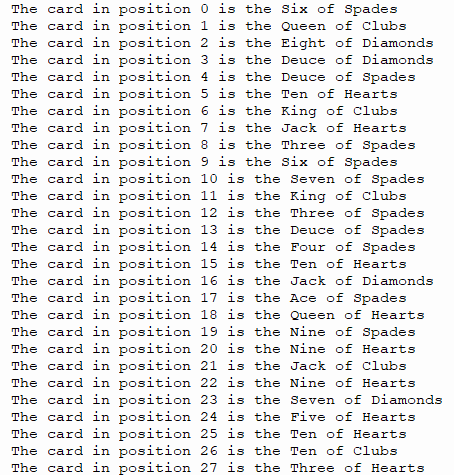 The card in position 0 is the Six of Spades
The card in position 1 is the Queen of Clubs
The card in position 2 is the Eight of Diamonds
The card in position 3 is the Deuce of Diamonds
The card in position 4 is the Deuce of Spades
The card in position 5 is the Ten of Hearts
The card in position 6 is the King of Clubs
The card in position 7 is the Jack of Hearts
The card in position 8 is the Three of Spades
The card in position 9 is the Six of Spades
The card in position 10 is the Seven of Spades
The card in position 11 is the King of Clubs
The card in position 12 is the Three of Spades
The card in position 13 is the Deuce of Spades
The card in position 14 is the Four of Spades
The card in position 15 is the Ten of Hearts
The card in position 16 is the Jack of Diamonds
The card in position 17 is the Ace of Spades
The card in position 18 is the Queen of Hearts
The card in position 19 is the Nine of Spades
The card in position 20 is the Nine of Hearts
The card in position 21 is the Jack of Clubs
The card in position 22 is the Nine of Hearts
The card in position 23 is the Seven of Diamonds
The card in position 24 is the Five of Hearts
The card in position 25 is the Ten of Hearts
The card in position 26 is the Ten of Clubs
The card in position 27 is the Three of Hearts